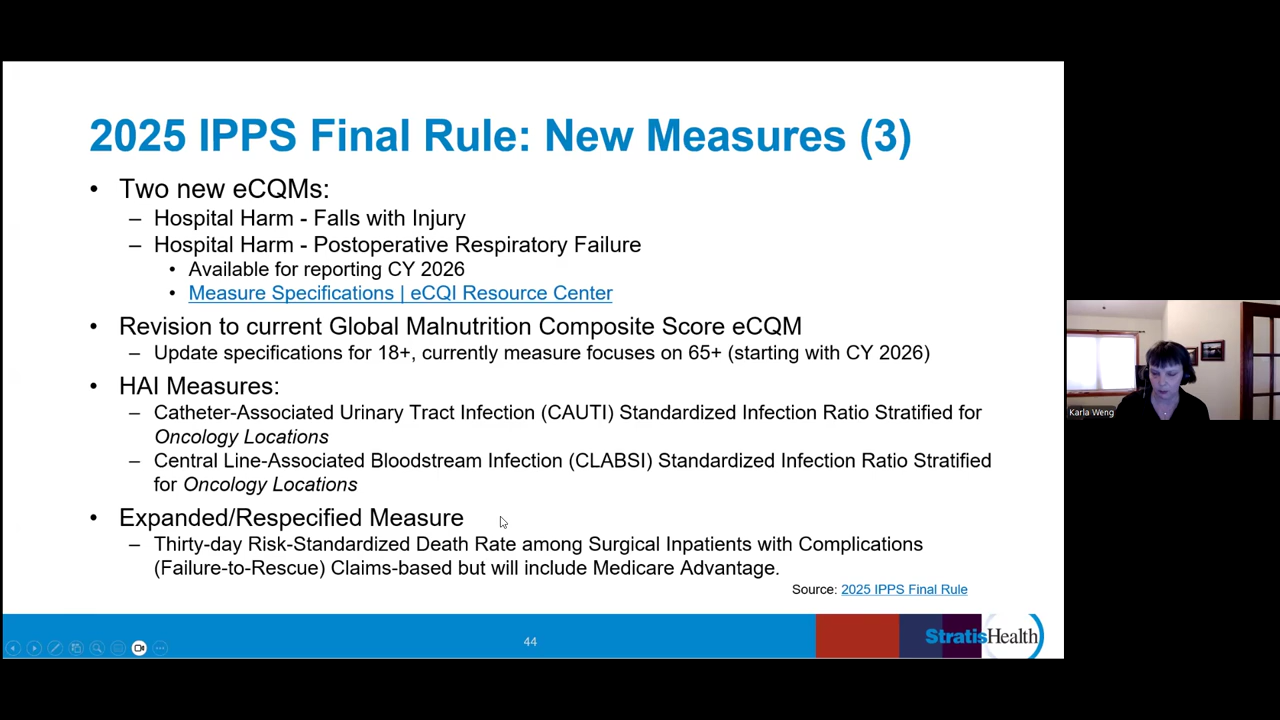 2025 IPPS Final Rule: New Measures (3)
• Two new eCQMs:
– Hospital Harm - Falls with Injury
– Hospital Harm - Postoperative Respiratory Failure
• Available for reporting CY 2026
• Measure Specifications | eCQI Resource Center
• Revision to current Global Malnutrition Composite Score eCQM
– Update specifications for 18+, currently measure focuses on 65+ (starting with CY 2026)
• HAI Measures:
– Catheter-Associated Urinary Tract Infection (CAUTI) Standardized Infection Ratio Stratified for
Oncology Locations
– Central Line-Associated Bloodstream Infection (CLABSI) Standardized Infection Ratio Stratified
for Oncology Locations
• Expanded/Respecified Measure
– Thirty-day Risk-Standardized Death Rate among Surgical Inpatients with Complications
(Failure-to-Rescue) Claims-based but will include Medicare Advantage.
Source: 2025 IPPS Final Rule
44
StratisHealth
Karla Weng